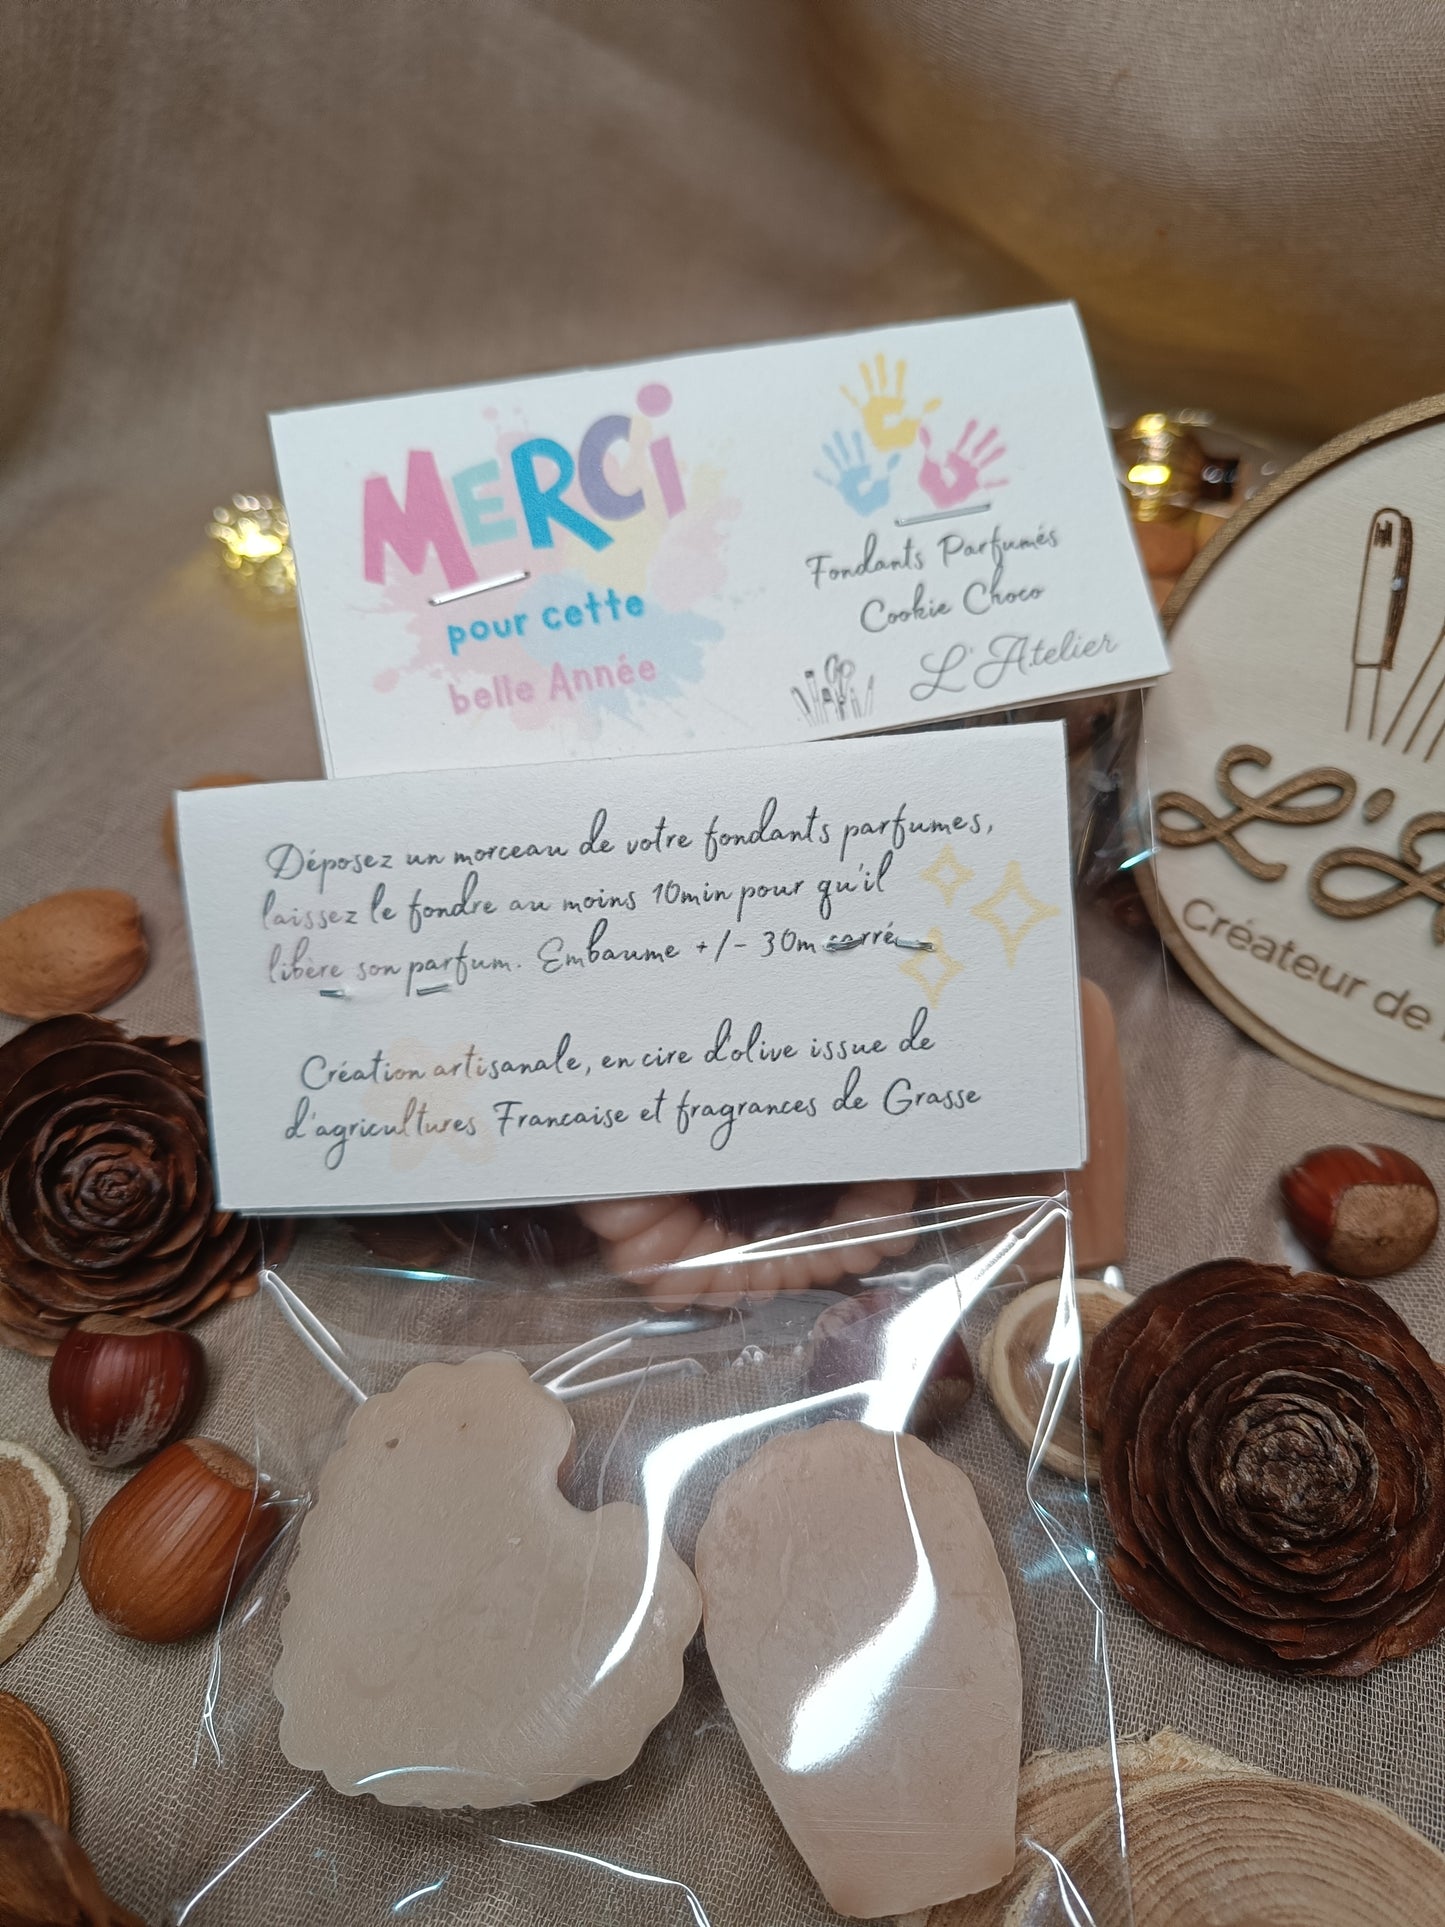 MERCi
pour cette
belle Année
Fondants Parfumés
Cookie Choco
L'Atelier
Déposez un morceau de votre fondants parfumes,
laissez le fondre au moins 10min pour qu'il
libère son parfum. Embaume +/- 30m carré
Création artisanale, en cire d'olive issue de
d'agricultures Francaise et fragrances de Grasse
L'A
Créateur de